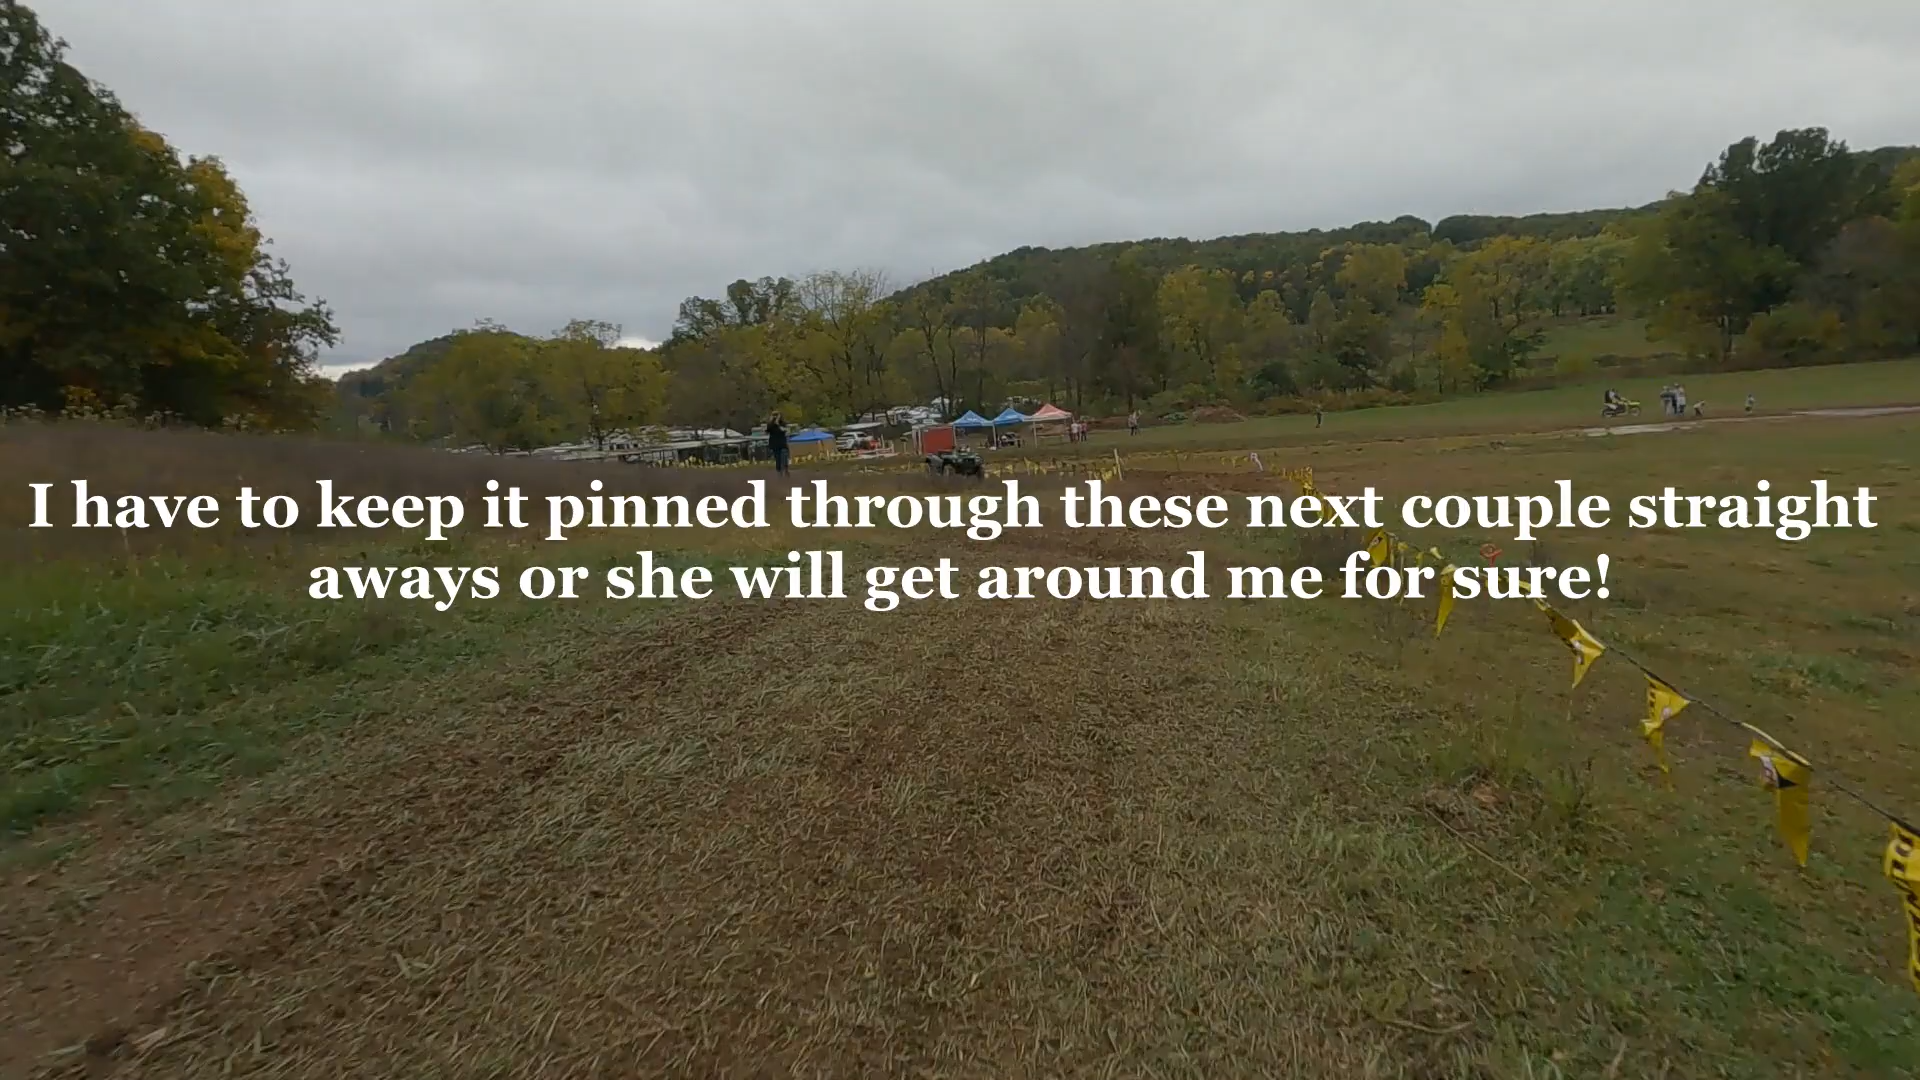 I have to keep it pinned through these next couple straight
aways or she will get around me for sure!